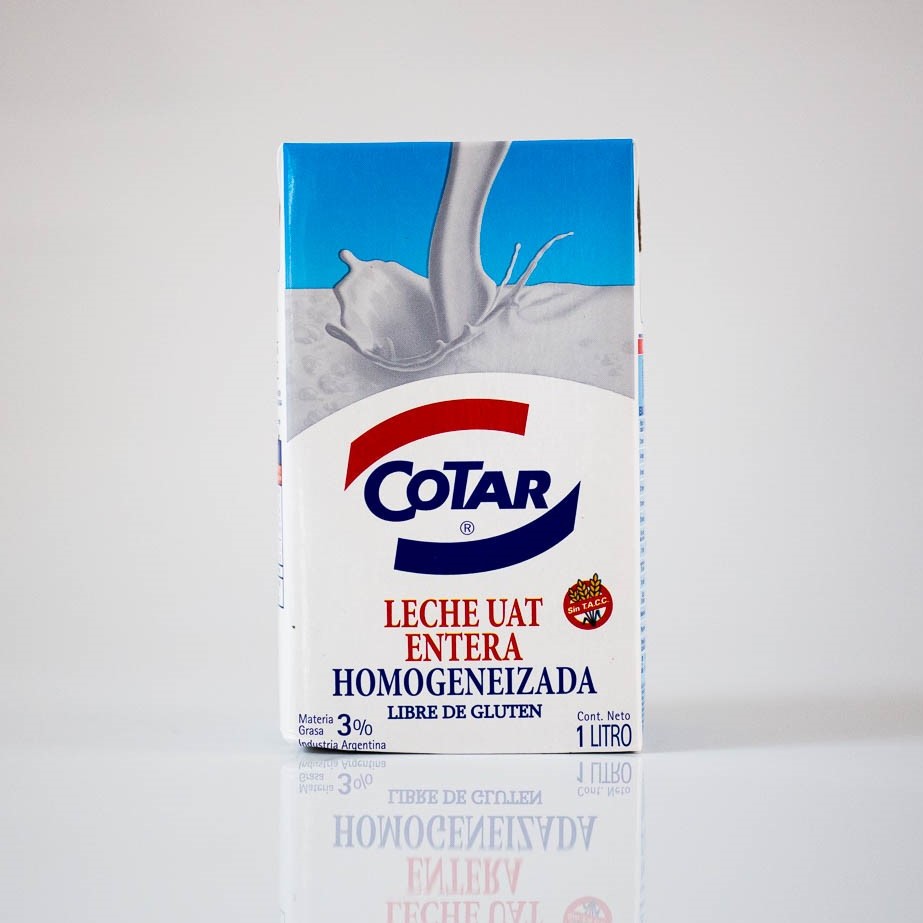 COTAR
®
LECHE UAT
ENTERA
HOMOGENEIZADA
LIBRE DE GLUTEN
Sin T.A.C.C.
Materia
Grasa 3%
Industria Argentina
Cont. Neto
1 LITRO